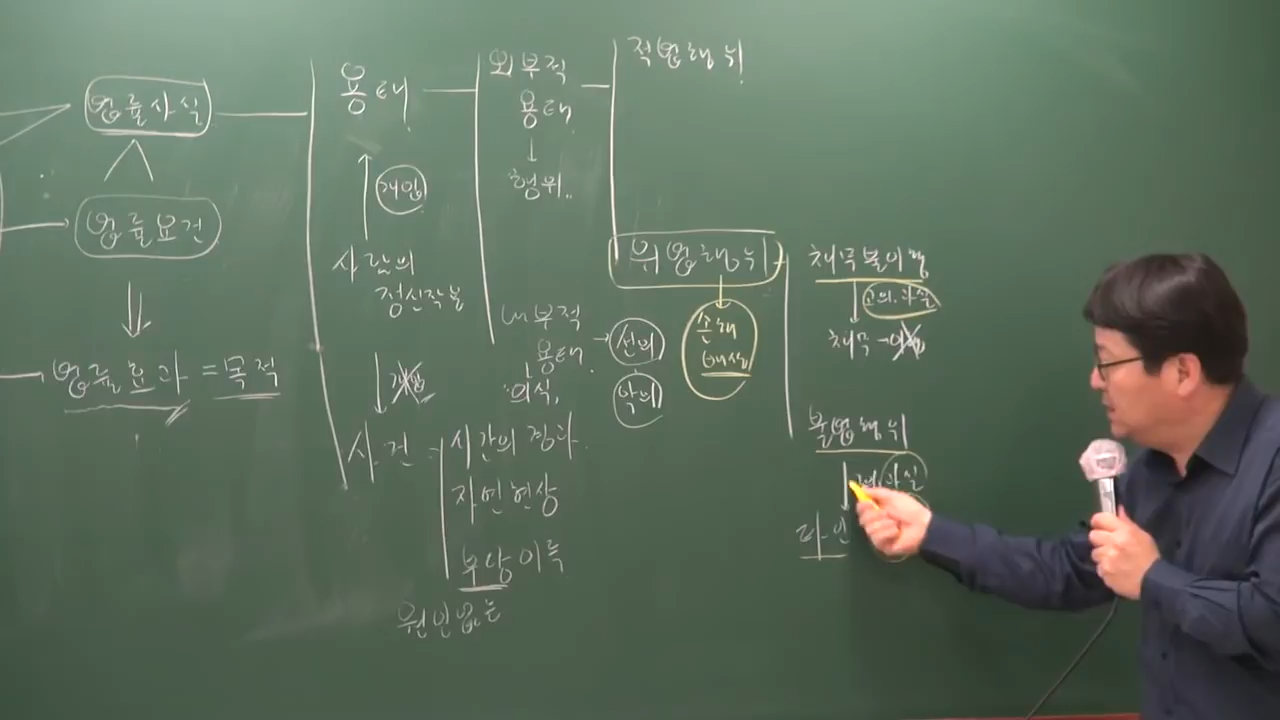 법률사실
법률요건
법률효과 = 목적
용태
개입
사람의
정신작용
개입
사건
시간의 경과
자연현상
부당이득
원인없는
외부적
용태
행위..
내부적
용태
의식.
선의
악의
적법행위
위법행위
손해
배상
채무불이행
고의.과실
채무
불법행위
과실
타인